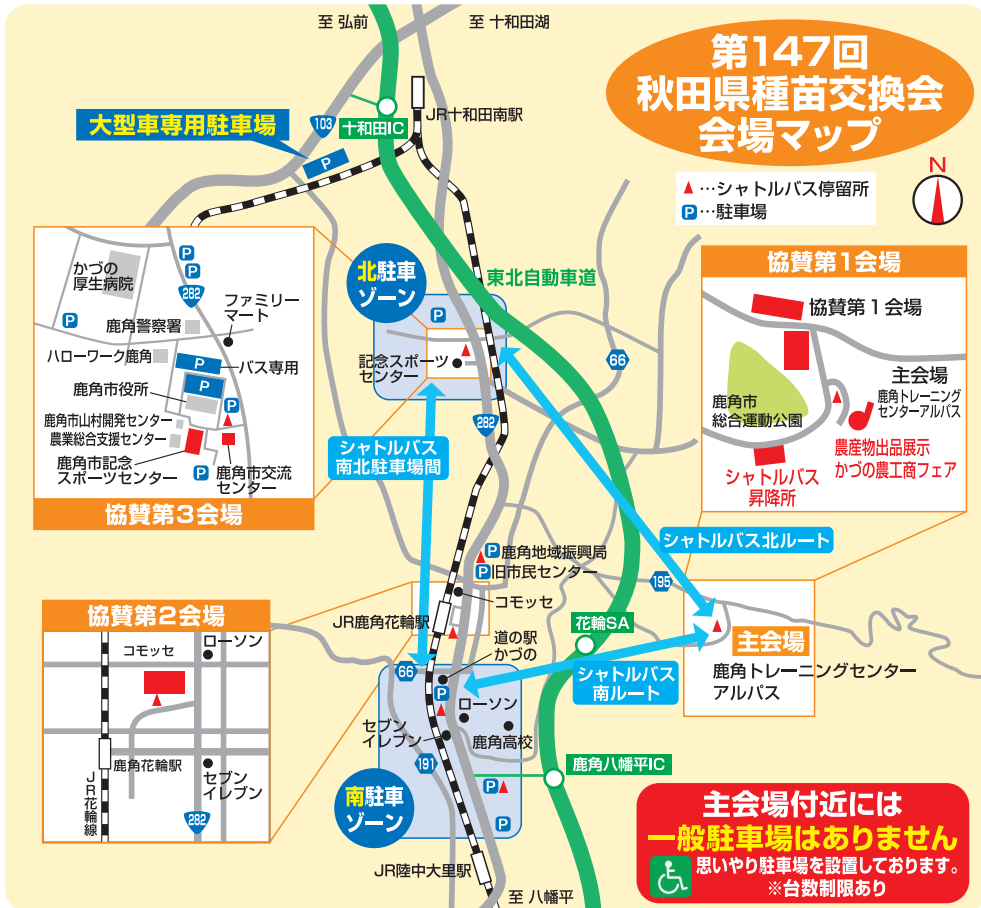 至 弘前
至 十和田湖
第147回
秋田県種苗交換会
会場マップ
大型車専用駐車場
P
103
十和田IC
JR十和田南駅
▲…シャトルバス停留所
P…駐車場
N
北駐車
ゾーン
東北自動車道
P
記念スポーツ
センター
66
282
シャトルバス
南北駐車場間
かづの
厚生病院
P
P
282
P
ファミリー
マート
鹿角警察署
ハローワーク鹿角
P
バス専用
P
鹿角市役所
P
鹿角市山村開発センター
農業総合支援センター
鹿角市記念
スポーツセンター
P
鹿角市交流
センター
協賛第3会場
協賛第1会場
協賛第1会場
主会場
鹿角トレーニング
センターアルパス
鹿角市
総合運動公園
農産物出品展示
かづの農工商フェア
シャトルバス
昇降所
シャトルバス北ルート
P鹿角地域振興局
P旧市民センター
コモッセ
JR鹿角花輪駅
195
花輪SA
主会場
鹿角トレーニングセンター
アルパス
シャトルバス
南ルート
道の駅
かづの
66
P
ローソン
セブン
イレブン
鹿角高校
191
鹿角八幡平IC
P
P
南駐車
ゾーン
JR陸中大里駅
至 八幡平
協賛第2会場
ローソン
コモッセ
鹿角花輪駅
JR花輪線
セブン
イレブン
282
主会場付近には
一般駐車場はありません
思いやり駐車場を設置しております。
※台数制限あり